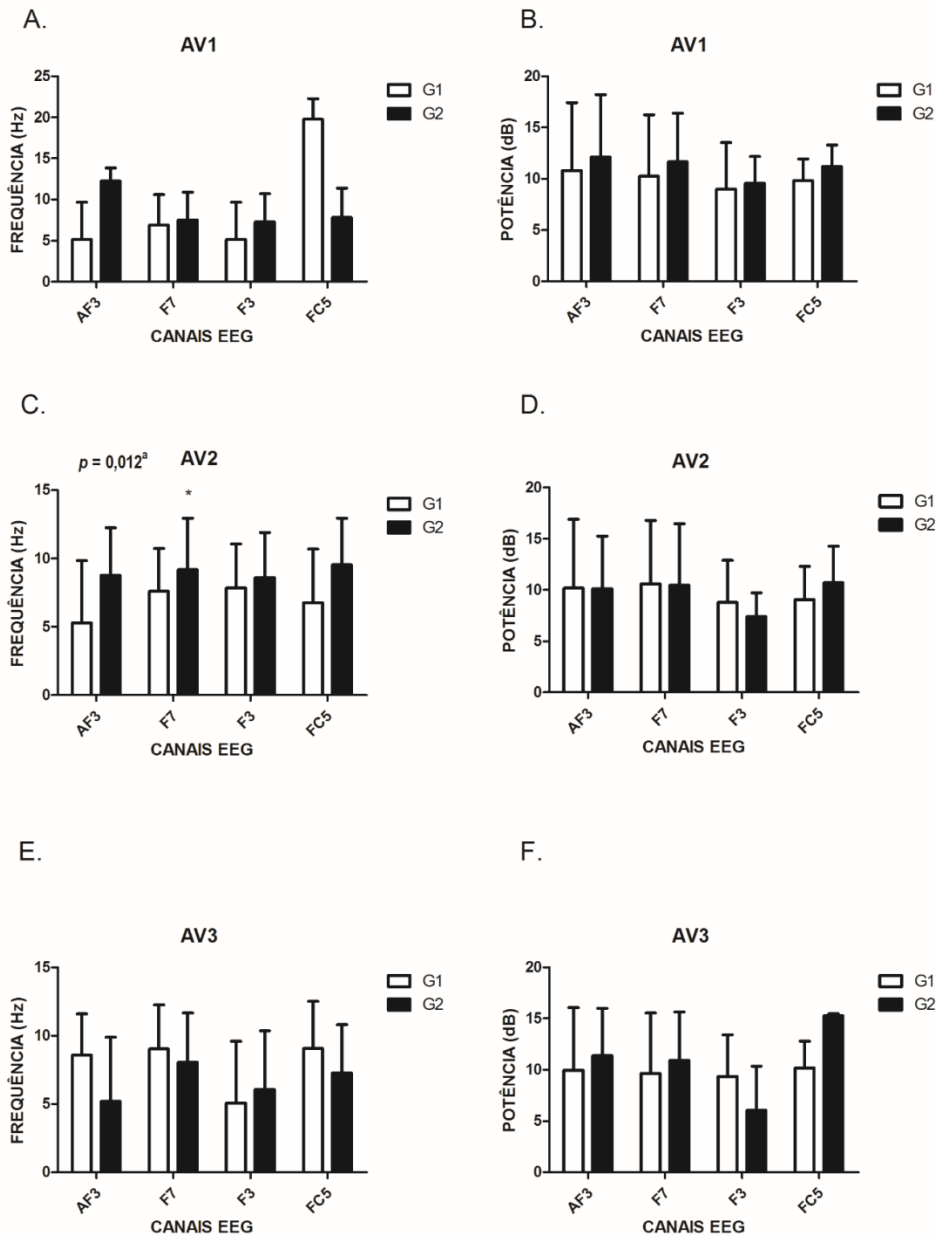 A.
AV1
FREQUÊNCIA (Hz)
25
20
15
10
5
0
AF3
F7
F3
FC5
CANAIS EEG
G1
G2
B.
AV1
POTÊNCIA (dB)
20
15
10
5
0
AF3
F7
F3
FC5
CANAIS EEG
G1
G2
C.
p = 0,012ª AV2
*
FREQUÊNCIA (Hz)
15
10
5
0
AF3
F7
F3
FC5
CANAIS EEG
G1
G2
D.
AV2
POTÊNCIA (dB)
20
15
10
5
0
AF3
F7
F3
FC5
CANAIS EEG
G1
G2
E.
AV3
FREQUÊNCIA (Hz)
15
10
5
0
AF3
F7
F3
FC5
CANAIS EEG
G1
G2
F.
AV3
POTÊNCIA (dB)
20
15
10
5
0
AF3
F7
F3
FC5
CANAIS EEG
G1
G2